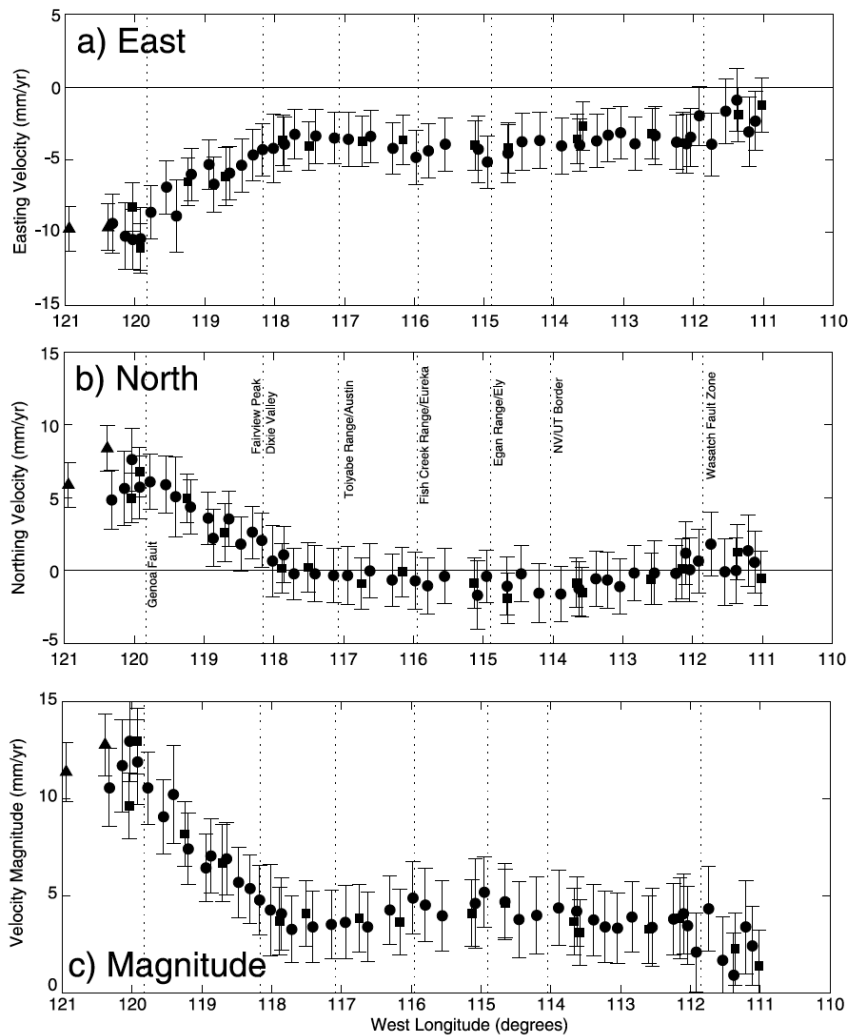 a) East
5
0
-5
-10
-15
Easting Velocity (mm/yr)
121 120 119 118 117 116 115 114 113 112 111 110
b) North
15
10
5
0
-5
Northing Velocity (mm/yr)
Genoa Fault
Fairview Peak
Dixie Valley
Toiyabe Range/Austin
Fish Creek Range/Eureka
Egan Range/Ely
NV/UT Border
Wasatch Fault Zone
121 120 119 118 117 116 115 114 113 112 111 110
15
10
5
0
Velocity Magnitude (mm/yr)
c) Magnitude
121 120 119 118 117 116 115 114 113 112 111 110
West Longitude (degrees)